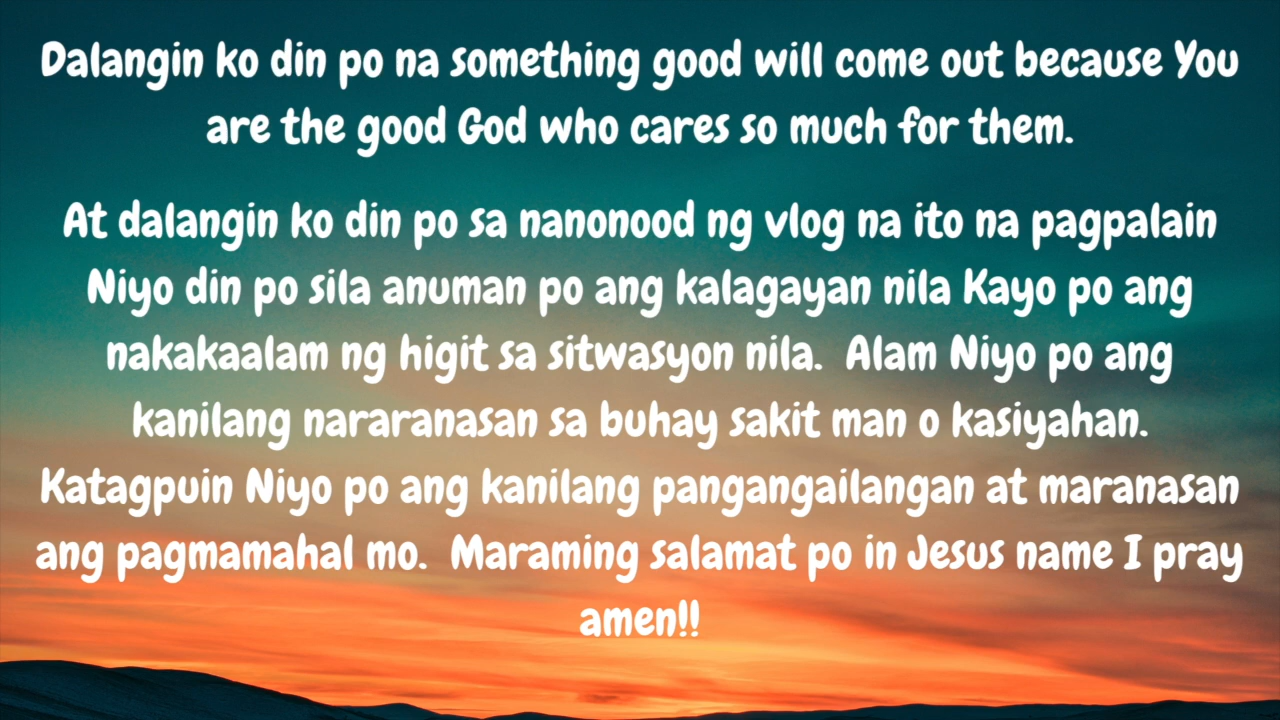 Dalangin ko din po na something good will come out because You
are the good God who cares so much for them.
At dalangin ko din po sa nanonood ng vlog na ito na pagpalain
Niyo din po sila anuman po ang kalagayan nila Kayo po ang
nakakaalam ng higit sa sitwasyon nila.  Alam Niyo po ang
kanilang nararanasan sa buhay sakit man o kasiyahan.
Katagpuin Niyo po ang kanilang pangangailangan at maranasan
ang pagmamahal mo.  Maraming salamat po in Jesus name I pray
amen!!